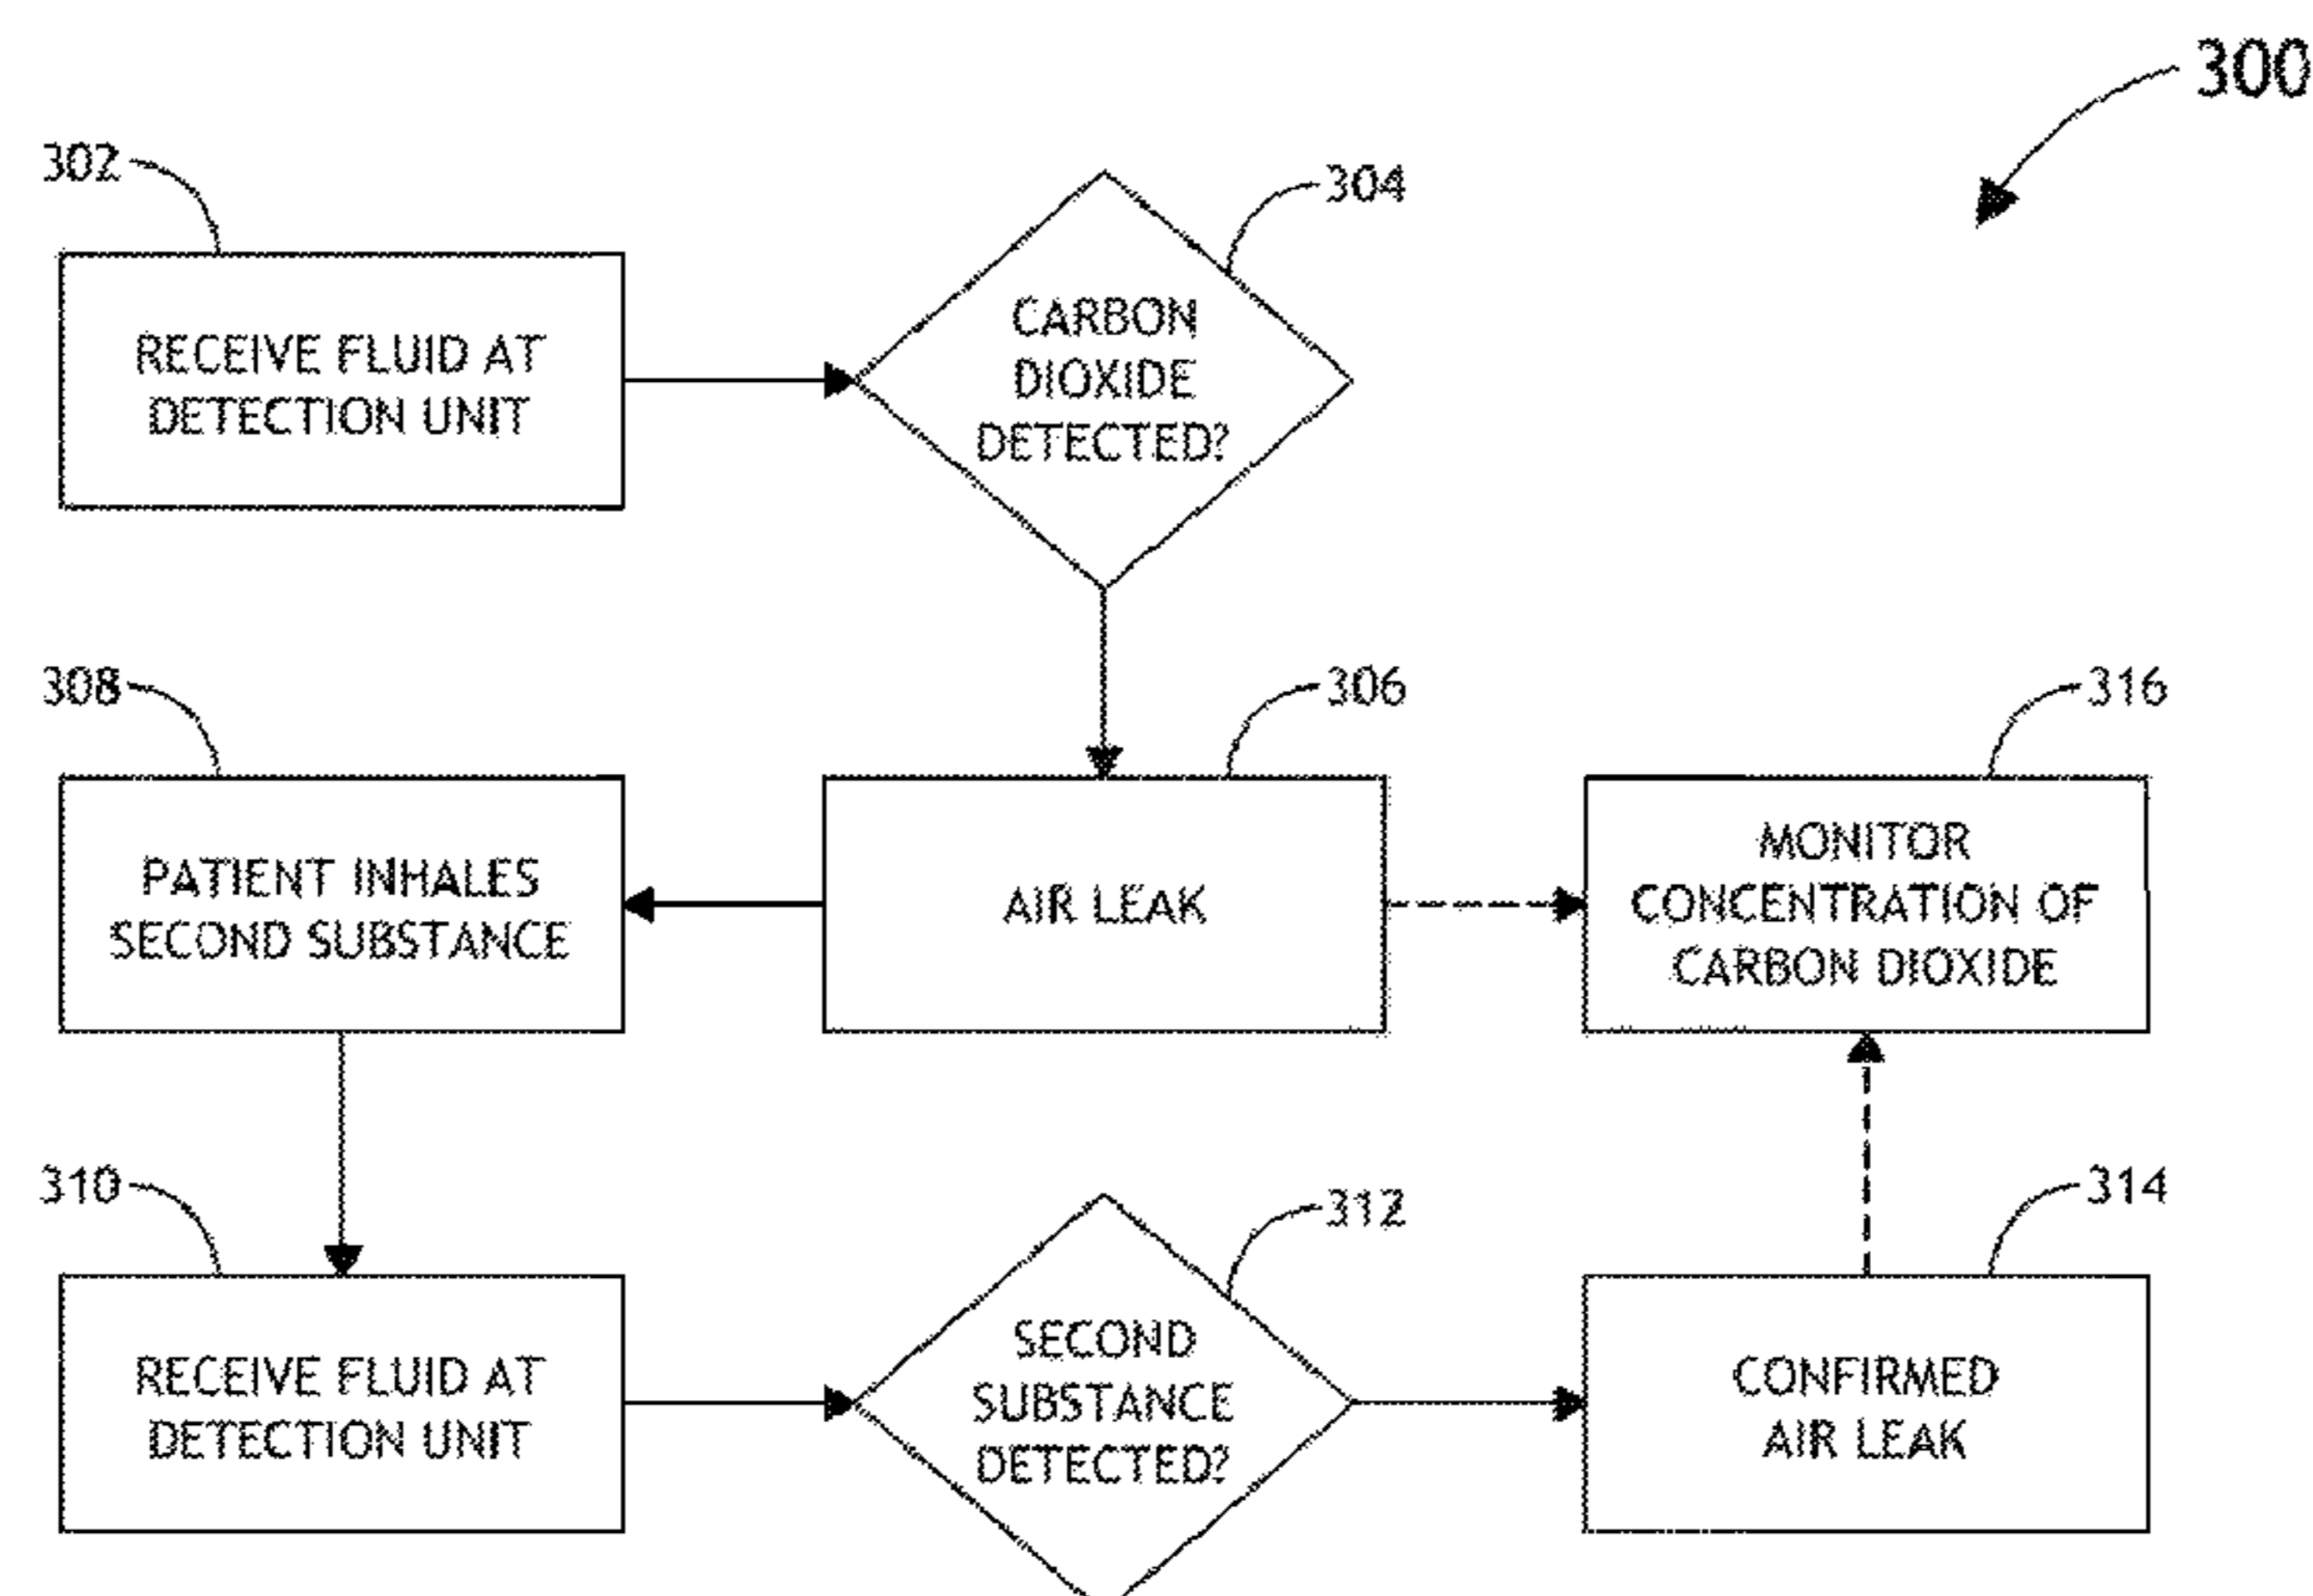 300
302
RECEIVE FLUID AT
DETECTION UNIT
304
CARBON
DIOXIDE
DETECTED?
308
PATIENT INHALES
SECOND SUBSTANCE
306
AIR LEAK
316
MONITOR
CONCENTRATION OF
CARBON DIOXIDE
310
RECEIVE FLUID AT
DETECTION UNIT
312
SECOND
SUBSTANCE
DETECTED?
314
CONFIRMED
AIR LEAK